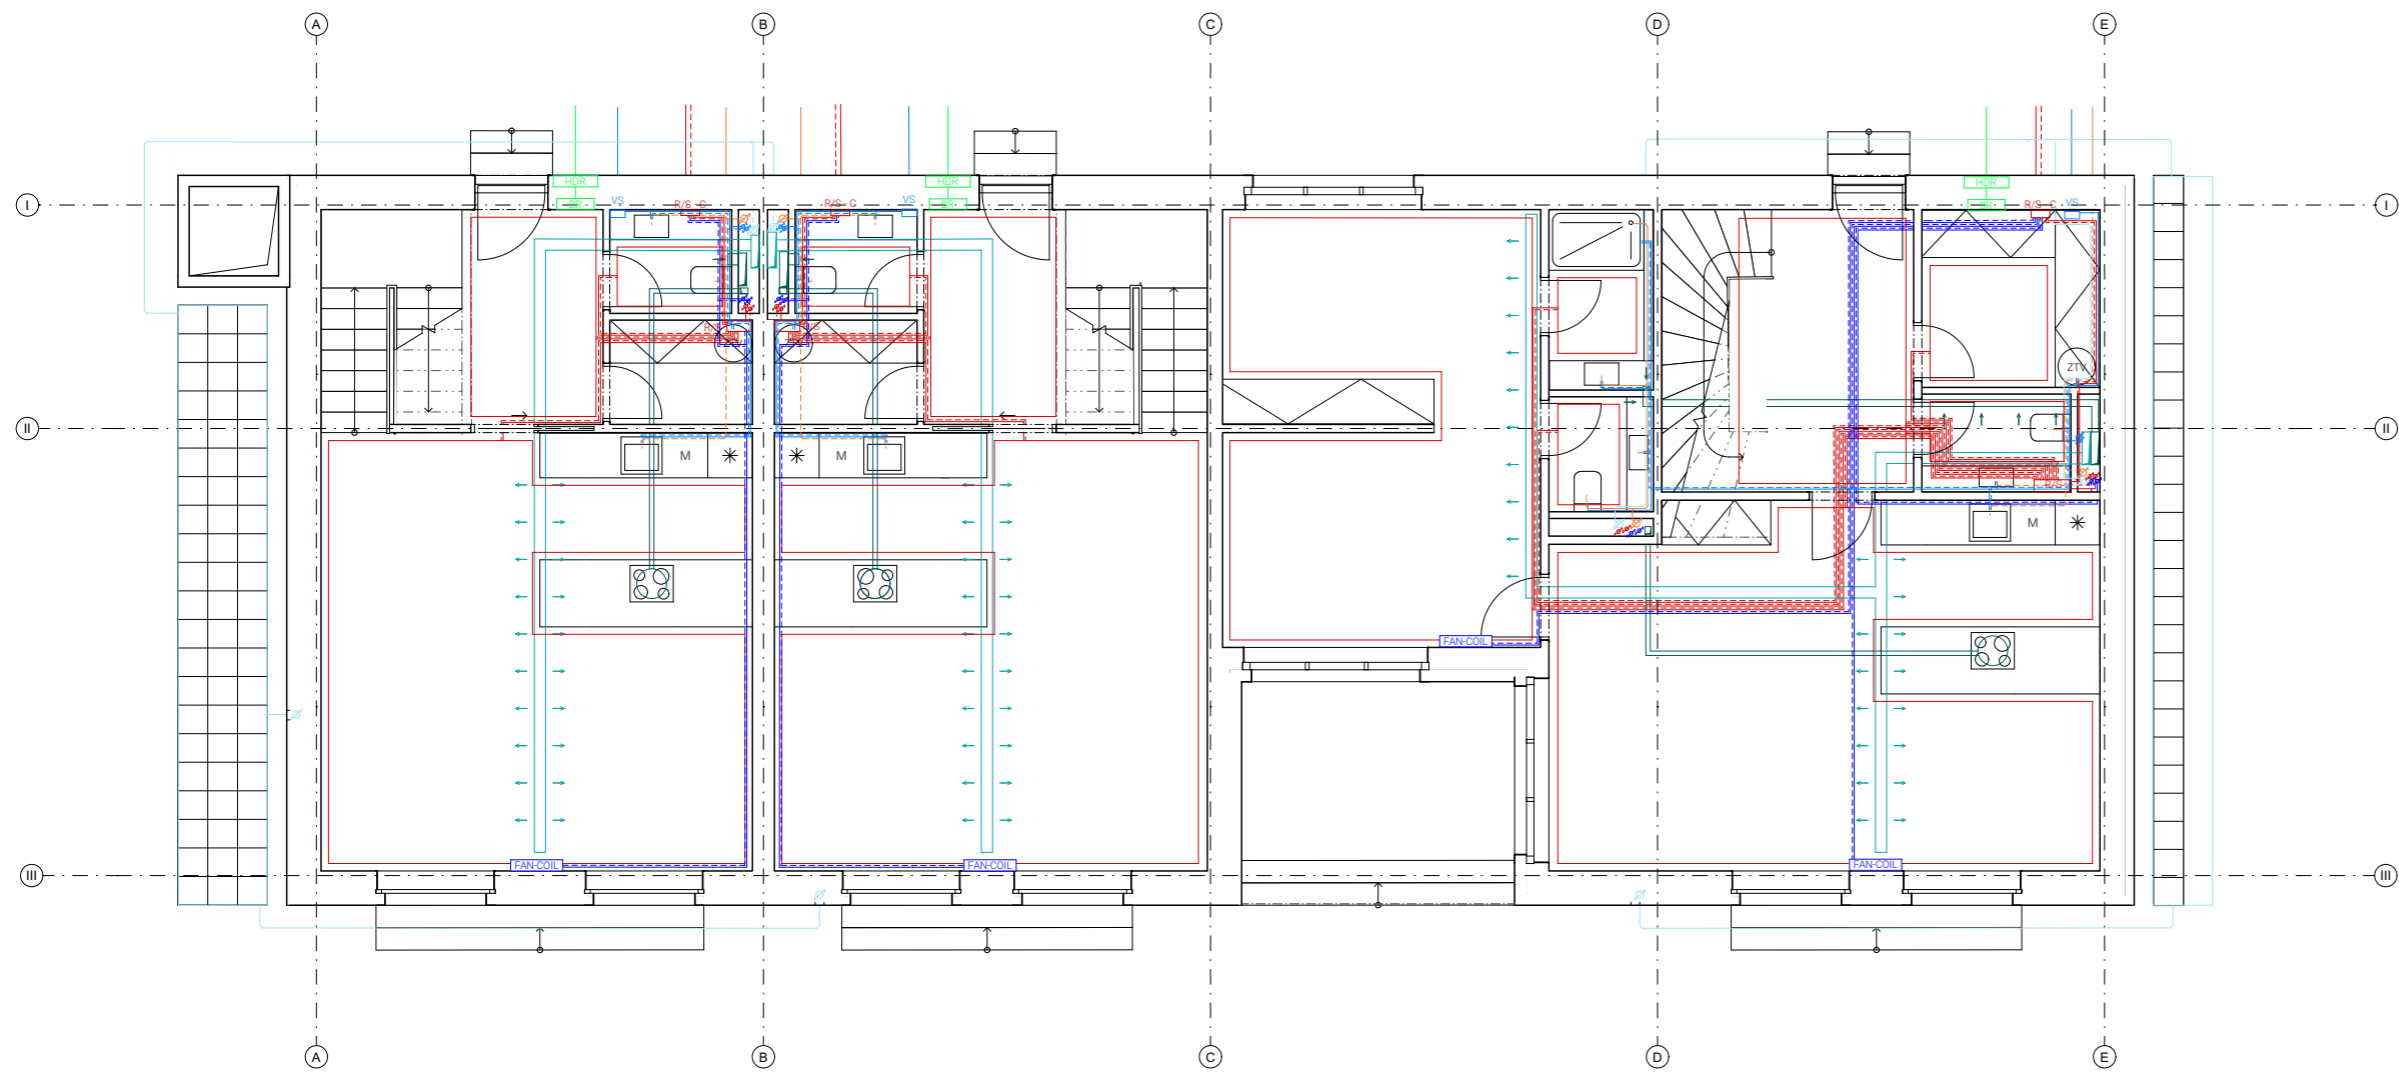 A B C D E
HDR HDR HDR
I VS R/S - C R/S - C VS R/S - C VS I
ZTV
II II
M M
M
FAN-COIL
FAN-COIL FAN-COIL FAN-COIL
III III
A B C D E